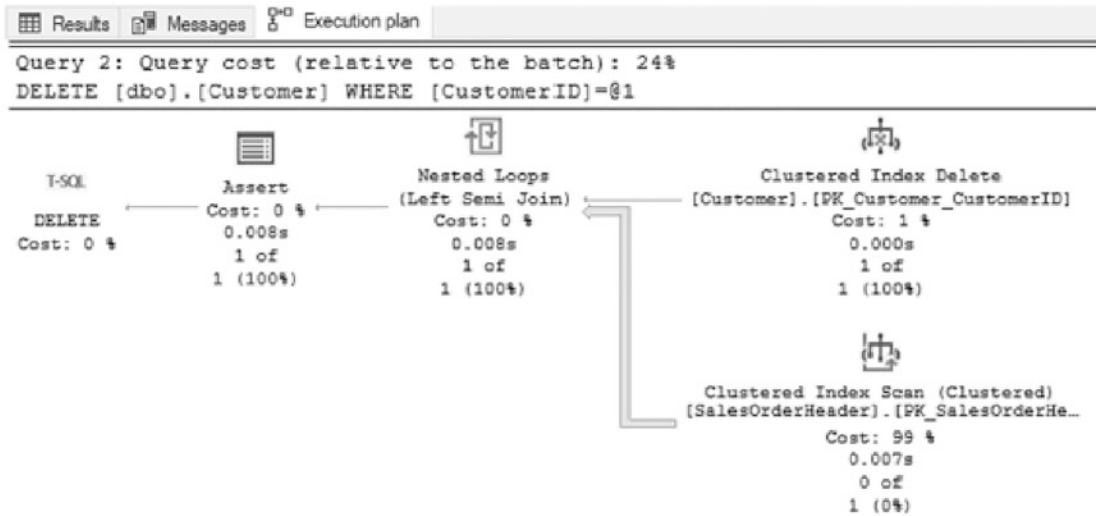 Results Messages Execution plan
Query 2: Query cost (relative to the batch): 24%
DELETE [dbo].[Customer] WHERE [CustomerID]=@1
T-SQL
DELETE
Cost: 0 %
Assert
Cost: 0 %
0.008s
1 of
1 (100%)
Nested Loops
(Left Semi Join)
Cost: 0 %
0.008s
1 of
1 (100%)
Clustered Index Delete
[Customer].[PK_Customer_CustomerID]
Cost: 1 %
0.000s
1 of
1 (100%)
Clustered Index Scan (Clustered)
[SalesOrderHeader].[PK_SalesOrderHe…
Cost: 99 %
0.007s
0 of
1 (0%)